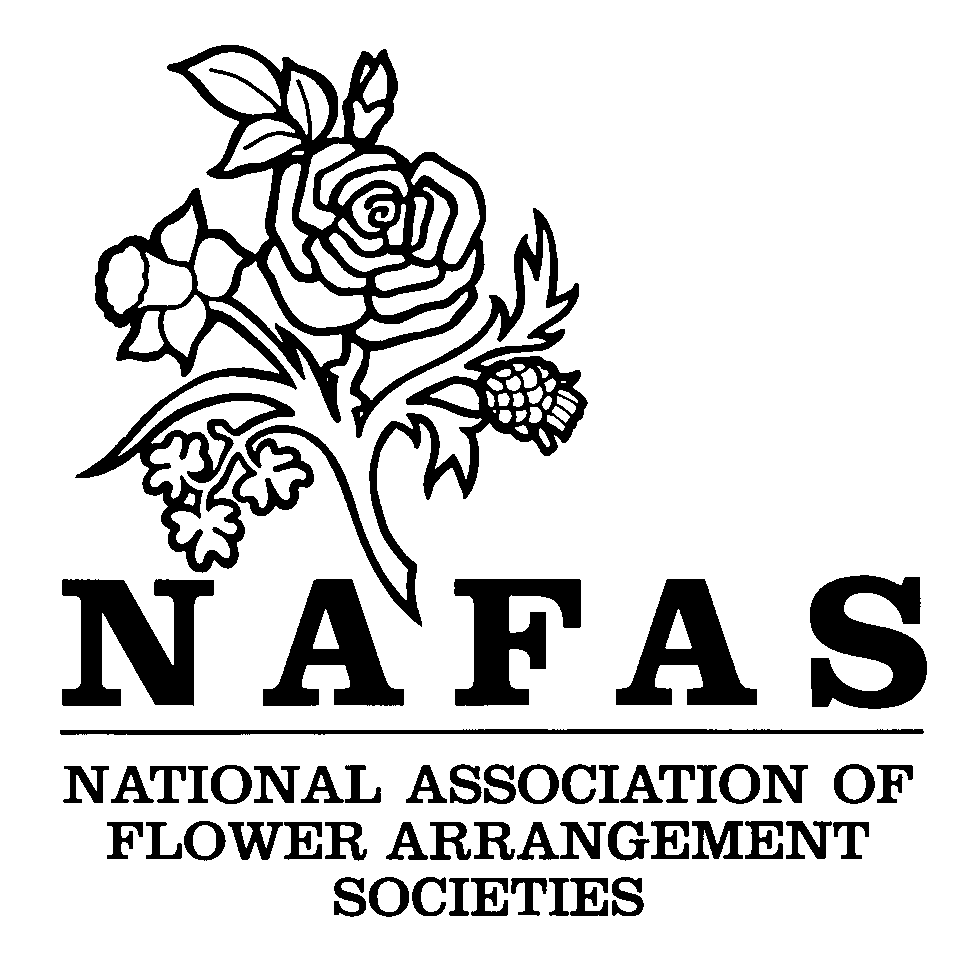 NAFAS
NATIONAL ASSOCIATION OF
FLOWER ARRANGEMENT
SOCIETIES